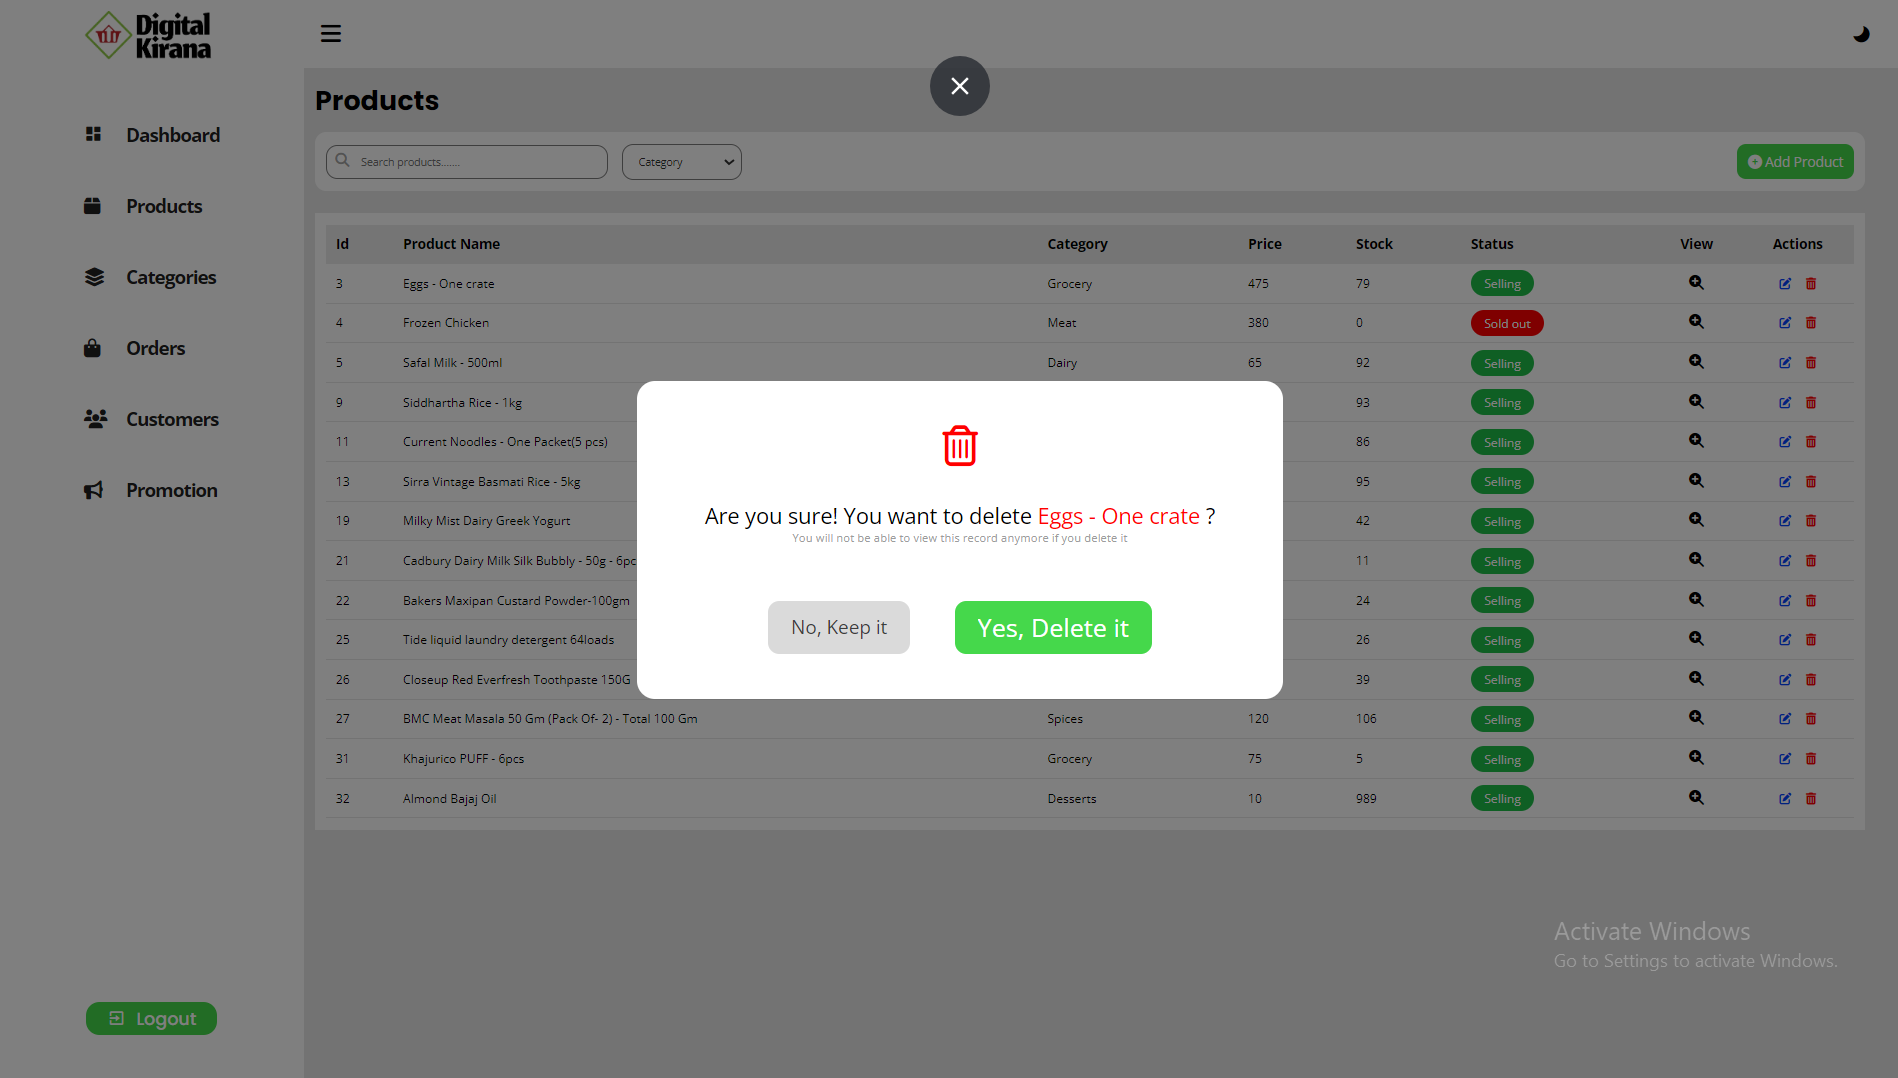 Digital
Kirana
Dashboard
Products
Categories
Orders
Customers
Promotion
Logout
Products
Search products.......
Category
Add Product
Id Product Name Category Price Stock Status View Actions
3 Eggs - One crate Grocery 475 79 Selling
4 Frozen Chicken Meat 380 0 Sold out
5 Safal Milk - 500ml Dairy 65 92 Selling
9 Siddhartha Rice - 1kg 93 Selling
11 Current Noodles - One Packet(5 pcs) 86 Selling
13 Sirra Vintage Basmati Rice - 5kg 95 Selling
19 Milky Mist Dairy Greek Yogurt 42 Selling
21 Cadbury Dairy Milk Silk Bubbly - 50g - 6pc 11 Selling
22 Bakers Maxipan Custard Powder-100gm 24 Selling
25 Tide liquid laundry detergent 64loads 26 Selling
26 Closeup Red Everfresh Toothpaste 150G 39 Selling
27 BMC Meat Masala 50 Gm (Pack Of- 2) - Total 100 Gm Spices 120 106 Selling
31 Khajurico PUFF - 6pcs Grocery 75 5 Selling
32 Almond Bajaj Oil Desserts 10 989 Selling
Are you sure! You want to delete Eggs - One crate ?
You will not be able to view this record anymore if you delete it
No, Keep it
Yes, Delete it
Activate Windows
Go to Settings to activate Windows.